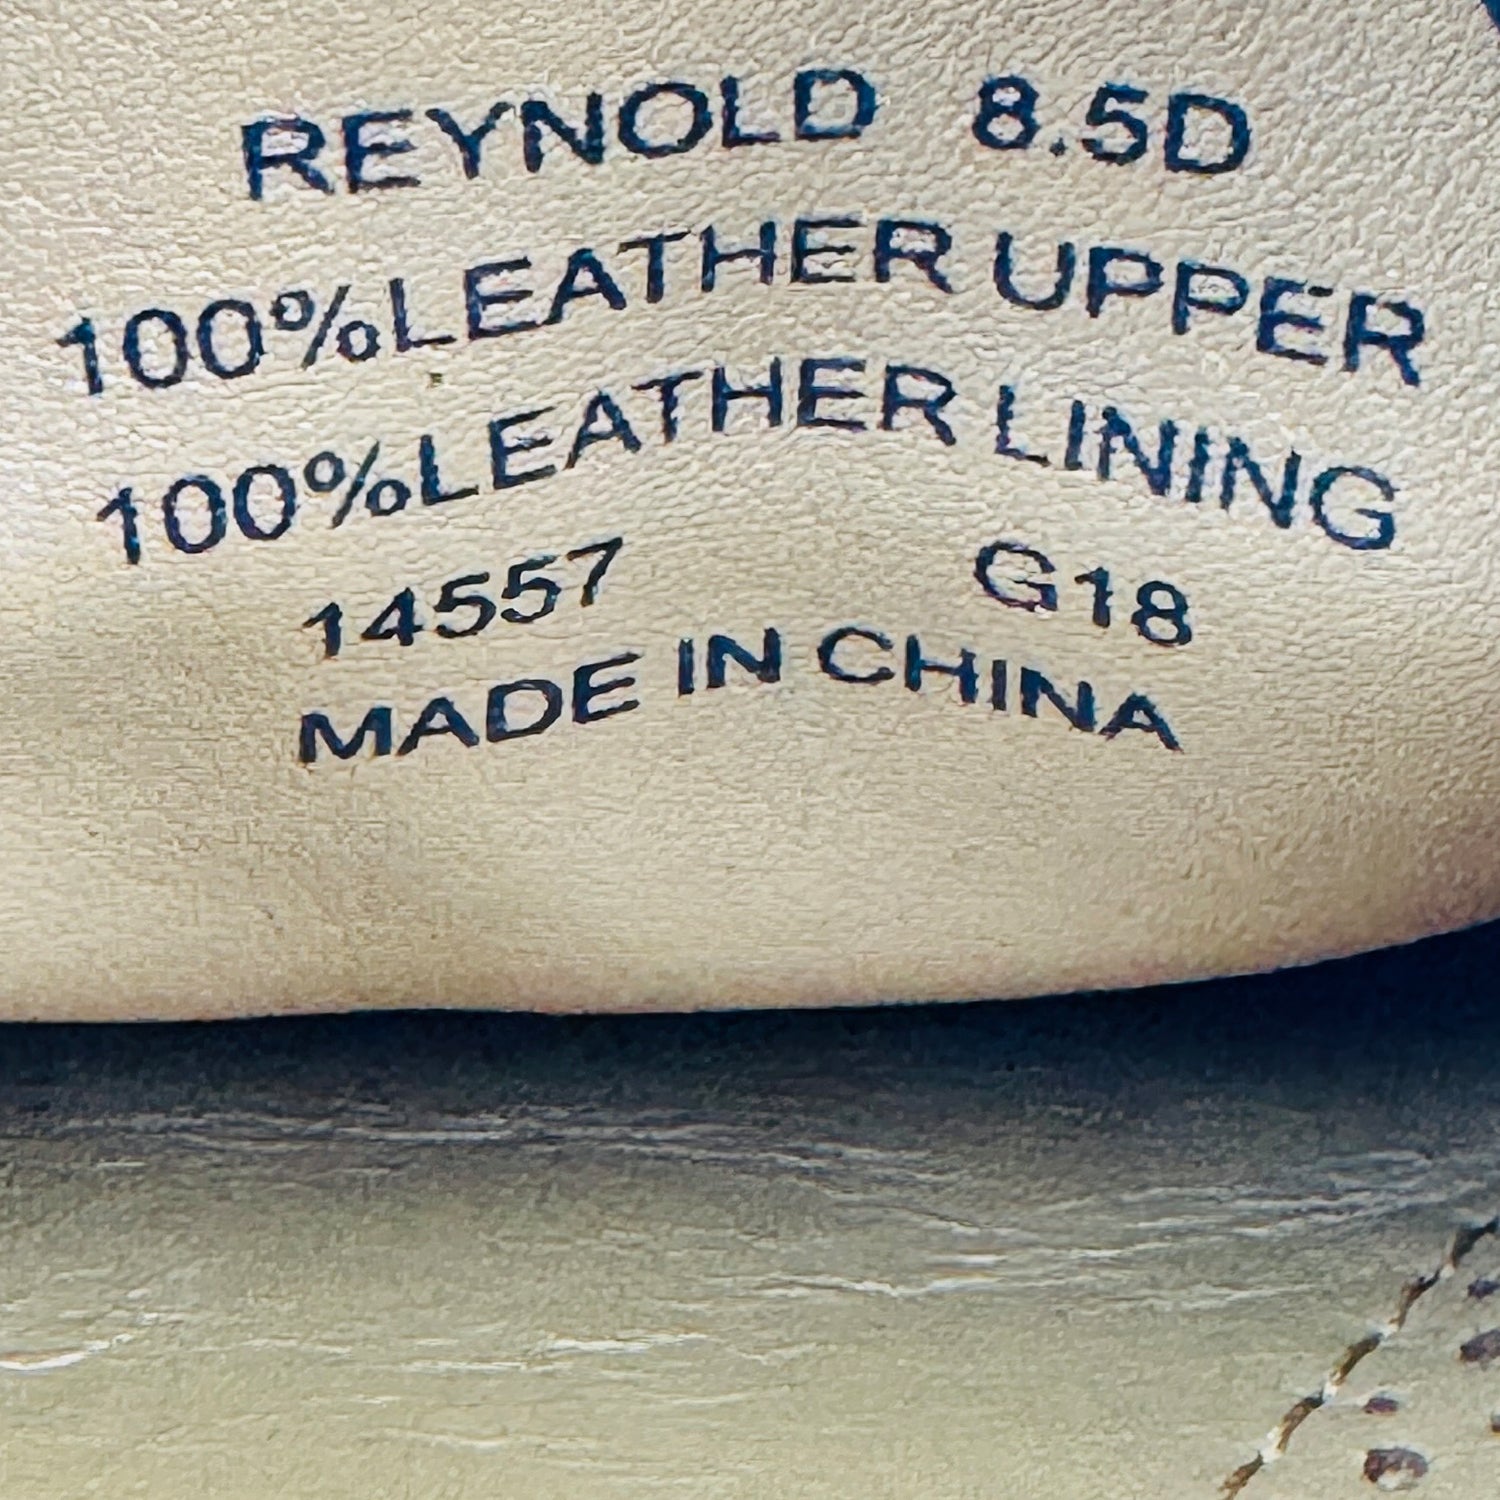 REYNOLD 8.5D
100%LEATHER UPPER
100%LEATHER LINING
14557 G18
MADE IN CHINA